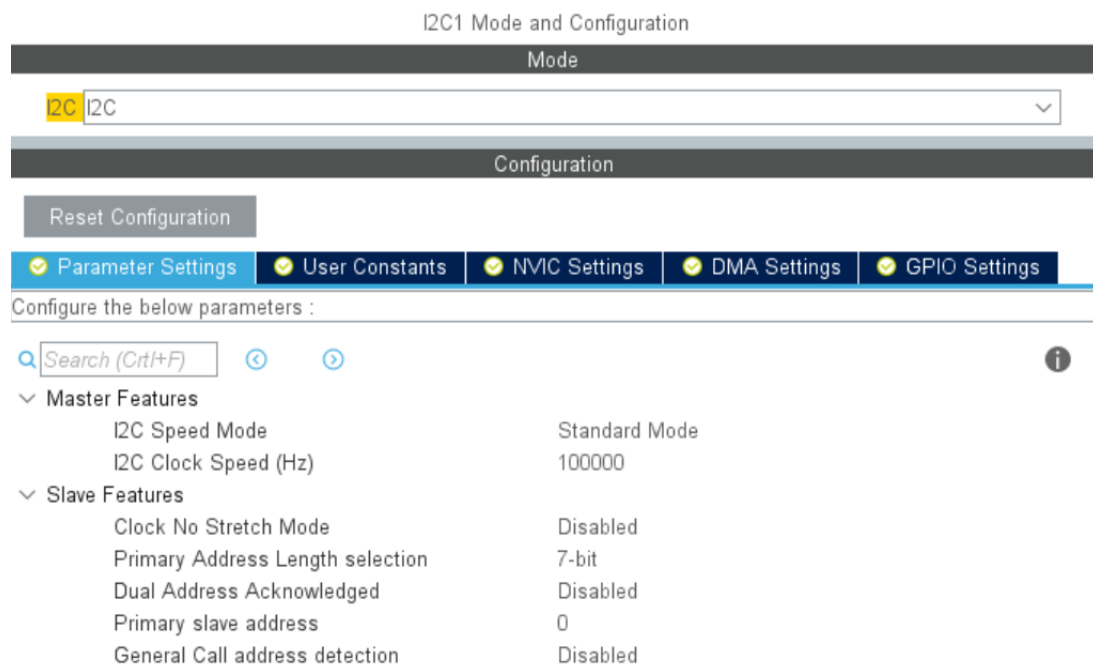 I2C1 Mode and Configuration
Mode
I2C I2C
Configuration
Reset Configuration
Parameter Settings User Constants NVIC Settings DMA Settings GPIO Settings
Configure the below parameters :
Search (Crtl+F)
Master Features
I2C Speed Mode Standard Mode
I2C Clock Speed (Hz) 100000
Slave Features
Clock No Stretch Mode Disabled
Primary Address Length selection 7-bit
Dual Address Acknowledged Disabled
Primary slave address 0
General Call address detection Disabled